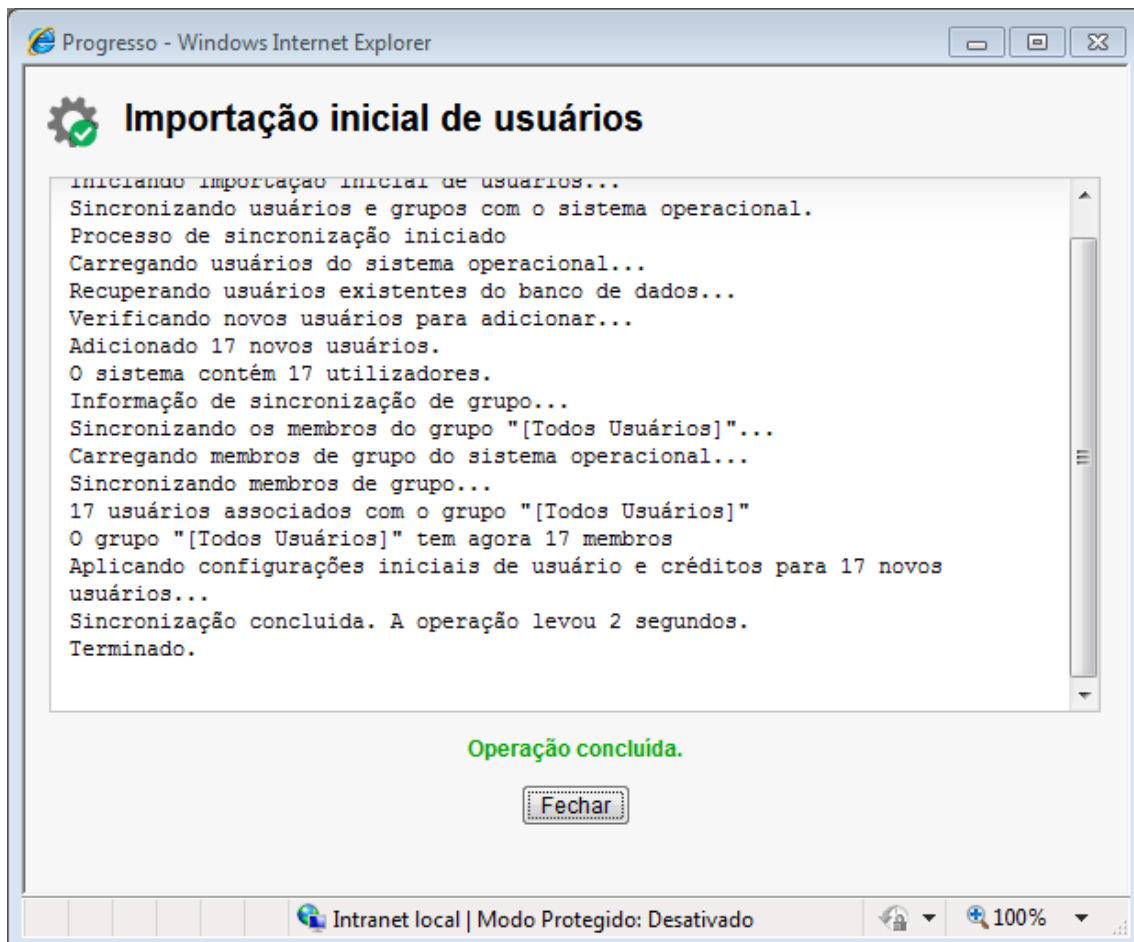 Progresso - Windows Internet Explorer
Importação inicial de usuários
Iniciando importação inicial de usuários...
Sincronizando usuários e grupos com o sistema operacional.
Processo de sincronização iniciado
Carregando usuários do sistema operacional...
Recuperando usuários existentes do banco de dados...
Verificando novos usuários para adicionar...
Adicionado 17 novos usuários.
O sistema contém 17 utilizadores.
Informação de sincronização de grupo...
Sincronizando os membros do grupo "[Todos Usuários]"...
Carregando membros de grupo do sistema operacional...
Sincronizando membros de grupo...
17 usuários associados com o grupo "[Todos Usuários]"
O grupo "[Todos Usuários]" tem agora 17 membros
Aplicando configurações iniciais de usuário e créditos para 17 novos
usuários...
Sincronização concluida. A operação levou 2 segundos.
Terminado.
Operação concluída.
Fechar
Intranet local | Modo Protegido: Desativado
100%